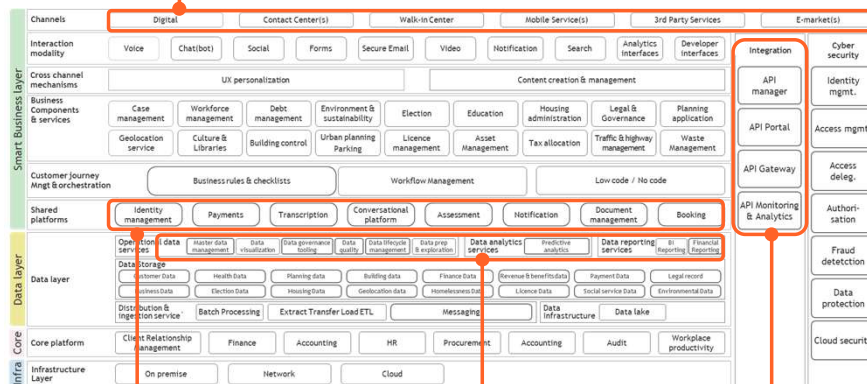 Channels
Digital
Contact Center(s)
Walk-in Center
Mobile Service(s)
3rd Party Services
E-market(s)
Interaction
modality
Voice
Chat(bot)
Social
Forms
Secure Email
Video
Notification
Search
Analytics
interfaces
Developer
interfaces
Cross channel
mechanisms
UX personalization
Content creation & management
Smart Business layer
Business
Components
& services
Case
management
Workforce
management
Debt
management
Environment &
sustainability
Election
Education
Housing
administration
Legal &
Governance
Planning
application
Geolocation
service
Culture &
Libraries
Building control
Urban planning
Parking
Licence
management
Asset
Management
Tax allocation
Traffic & highway
management
Waste
Management
Customer journey
Mngt & orchestration
Business rules & checklists
Workflow Management
Low code / No code
Shared
platforms
Identity
management
Payments
Transcription
Conversational
platform
Assessment
Notification
Document
management
Booking
Data layer
Data layer
Operational data
services
Master data
management
Data
visualization
Data governance
tooling
Data
quality
Data lifecycle
management
Data prep
& exploration
Data analytics
services
Predictive
analytics
Data reporting
services
BI
Reporting
Financial
Reporting
Data Storage
Customer Data
Health Data
Planning data
Building data
Finance Data
Revenue & benefits data
Payment Data
Legal record
Business Data
Election Data
Housing Data
Geolocation data
Homelessness Data
Licence Data
Social service Data
Environmental Data
Distribution &
ingestion service
Batch Processing
Extract Transfer Load ETL
Messaging
Data
Infrastructure
Data lake
Core
Core platform
Client Relationship
Management
Finance
Accounting
HR
Procurement
Accounting
Audit
Workplace
productivity
Infra
Infrastructure
Layer
On premise
Network
Cloud
Integration
API
manager
API Portal
API Gateway
API Monitoring
& Analytics
Cyber
security
Identity
mgmt.
Access mgmt
Access
deleg.
Authori-
sation
Fraud
detetction
Data
protection
Cloud securit